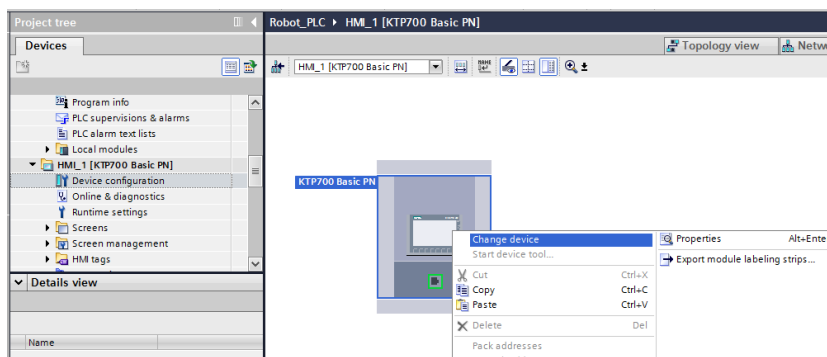 Project tree
Robot_PLC ▸ HMI_1 [KTP700 Basic PN]
Devices
Topology view
HMI_1 [KTP700 Basic PN]
Program info
PLC supervisions & alarms
PLC alarm text lists
Local modules
HMI_1 [KTP700 Basic PN]
Device configuration
Online & diagnostics
Runtime settings
Screens
Screen management
HMI tags
KTP700 Basic PN
Change device
Start device tool...
Cut Ctrl+X
Copy Ctrl+C
Paste Ctrl+V
Delete Del
Pack addresses
Properties Alt+Enter
Export module labeling strips...
Details view
Name